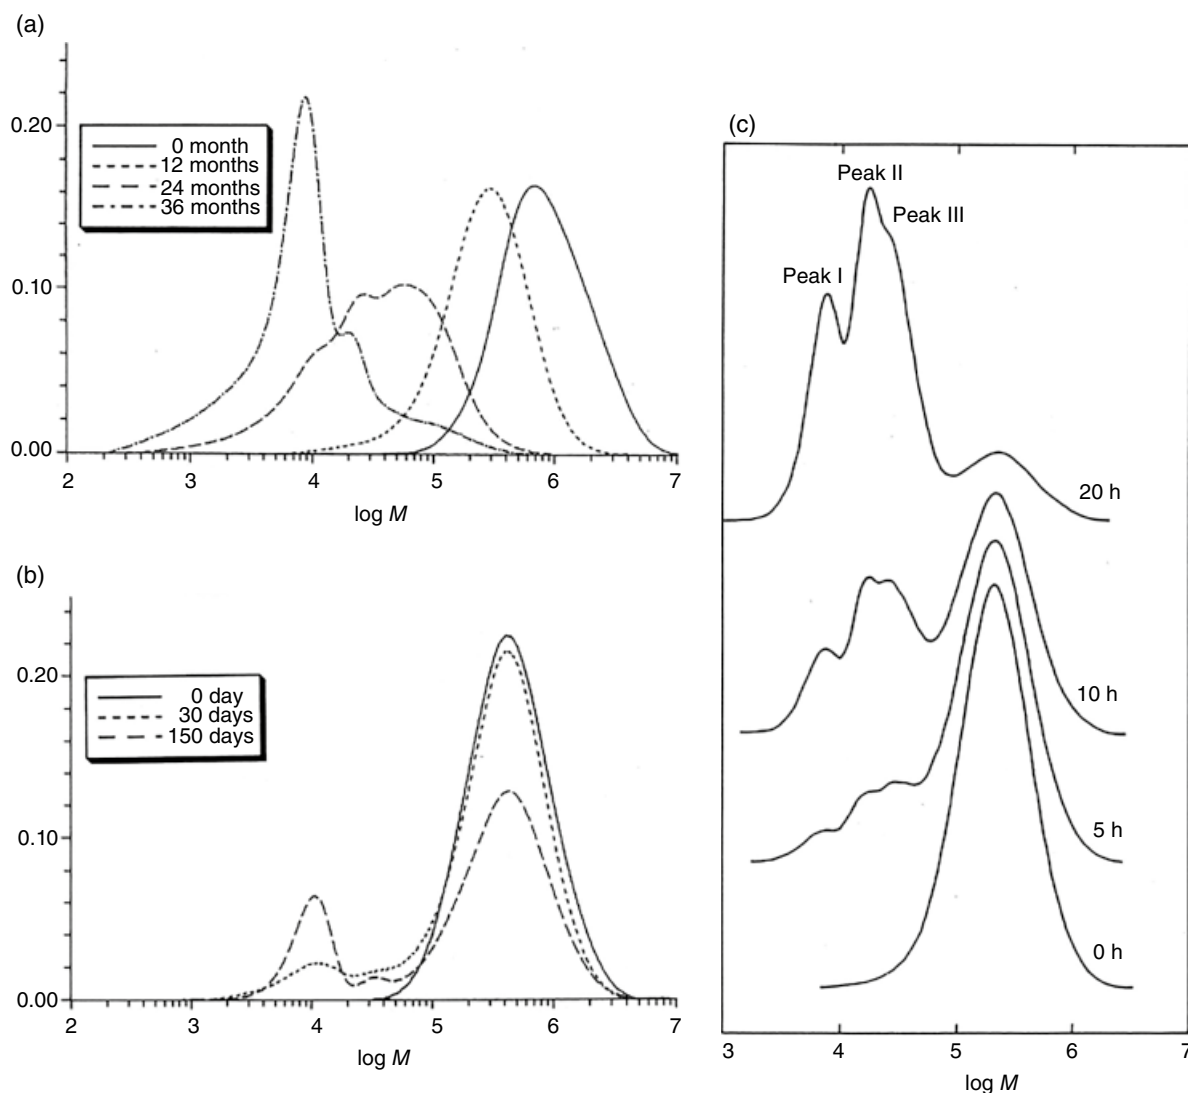 (a)
0.20
0.10
0.00
0 month
12 months
24 months
36 months
2 3 4 5 6 7
log M
(b)
0.20
0.10
0.00
0 day
30 days
150 days
2 3 4 5 6 7
log M
(c)
Peak II
Peak III
Peak I
20 h
10 h
5 h
0 h
3 4 5 6 7
log M